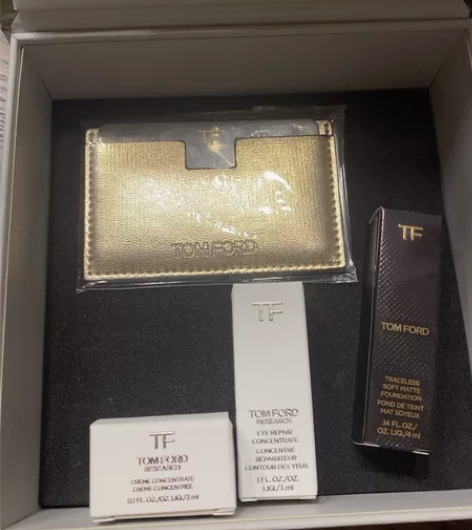 TF
TOM FORD
TF
TOM FORD
TRACELESS
SOFT MATTE
FOUNDATION
FOND DE TEINT
MAT SOYEUX
.14 FL.OZ./
OZ. LIQ./4 ml
TF
TOM FORD
RESEARCH
EYE REPAIR
CONCENTRATE
CONCENTRÉ
RÉPARATEUR
CONTOUR DES YEUX
.1 FL.OZ./OZ.
LIQ./3 ml
TF
TOM FORD
RESEARCH
CRÈME CONCENTRATE
CRÈME CONCENTRÉE
0.1 FL.OZ./OZ. LIQ./3 ml